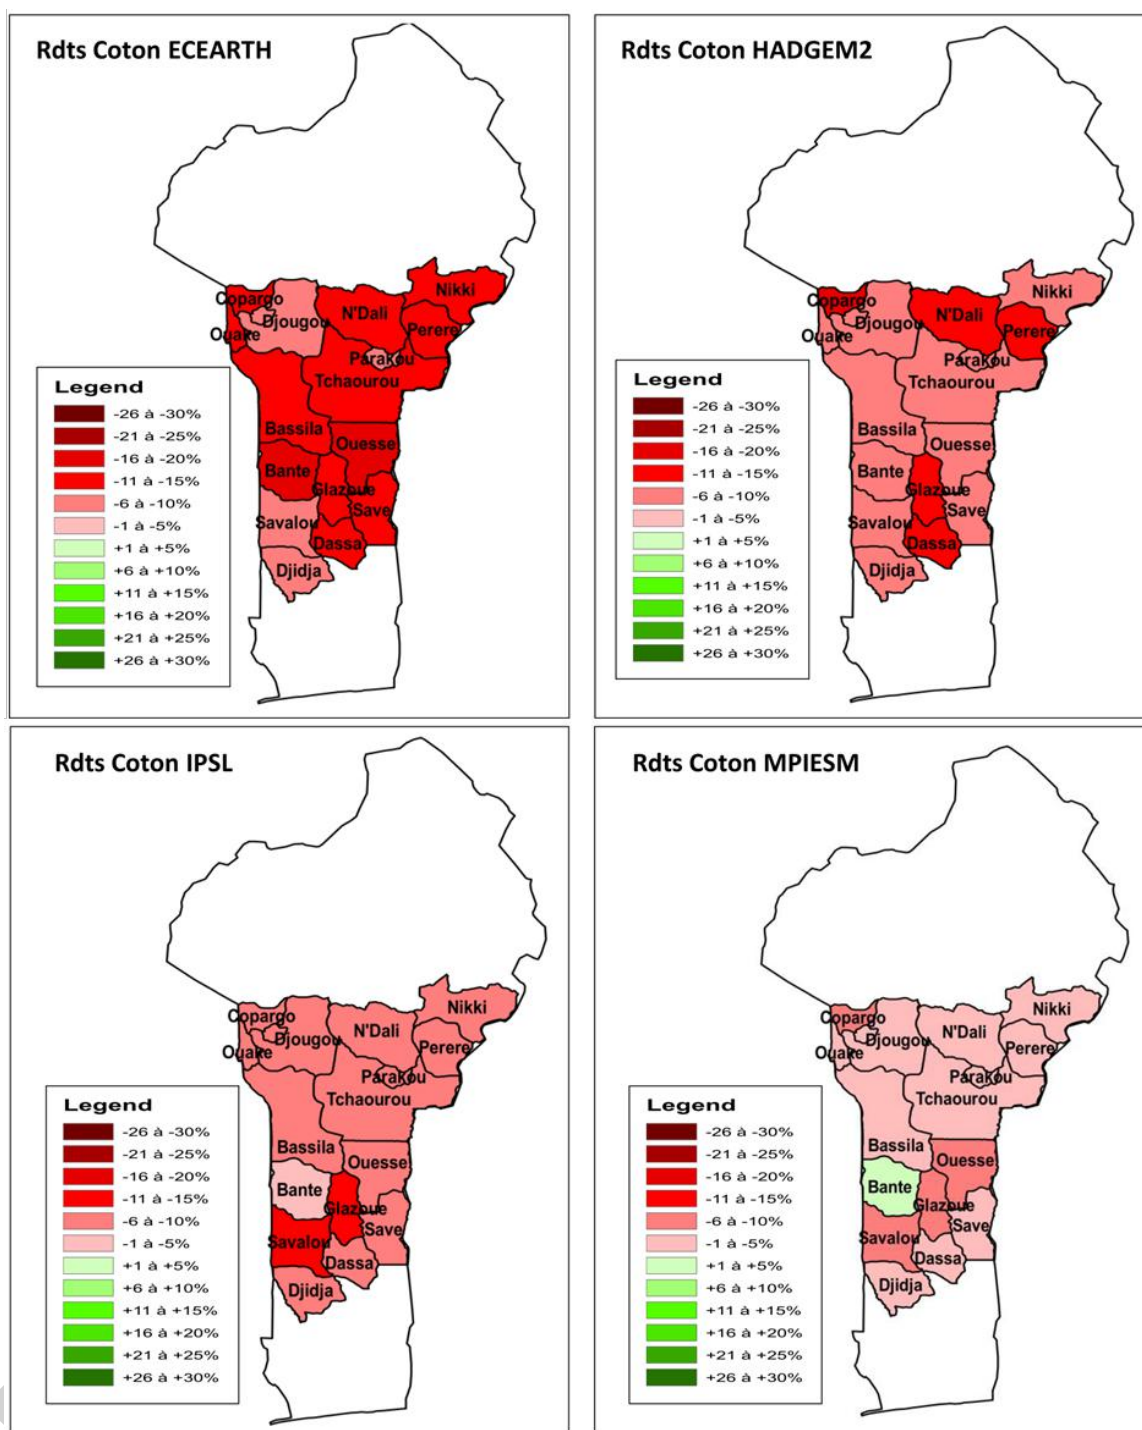 Rdts Coton ECEARTH
Nikki
Copargo
N'Dali
Djougou
Perere
Ouake
Parakou
Tchaourou
Bassila
Ouesse
Bante
Glazoue
Save
Savalou
Dassa
Djidja
Legend
-26 à -30%
-21 à -25%
-16 à -20%
-11 à -15%
-6 à -10%
-1 à -5%
+1 à +5%
+6 à +10%
+11 à +15%
+16 à +20%
+21 à +25%
+26 à +30%
Rdts Coton HADGEM2
Nikki
Copargo
N'Dali
Djougou
Perere
Ouake
Parakou
Tchaourou
Bassila
Ouesse
Bante
Glazoue
Save
Savalou
Dassa
Djidja
Legend
-26 à -30%
-21 à -25%
-16 à -20%
-11 à -15%
-6 à -10%
-1 à -5%
+1 à +5%
+6 à +10%
+11 à +15%
+16 à +20%
+21 à +25%
+26 à +30%
Rdts Coton IPSL
Nikki
Copargo
N'Dali
Djougou
Perere
Ouake
Parakou
Tchaourou
Bassila
Ouesse
Bante
Glazoue
Save
Savalou
Dassa
Djidja
Legend
-26 à -30%
-21 à -25%
-16 à -20%
-11 à -15%
-6 à -10%
-1 à -5%
+1 à +5%
+6 à +10%
+11 à +15%
+16 à +20%
+21 à +25%
+26 à +30%
Rdts Coton MPIESM
Nikki
Copargo
N'Dali
Djougou
Perere
Ouake
Parakou
Tchaourou
Bassila
Ouesse
Bante
Glazoue
Save
Savalou
Dassa
Djidja
Legend
-26 à -30%
-21 à -25%
-16 à -20%
-11 à -15%
-6 à -10%
-1 à -5%
+1 à +5%
+6 à +10%
+11 à +15%
+16 à +20%
+21 à +25%
+26 à +30%